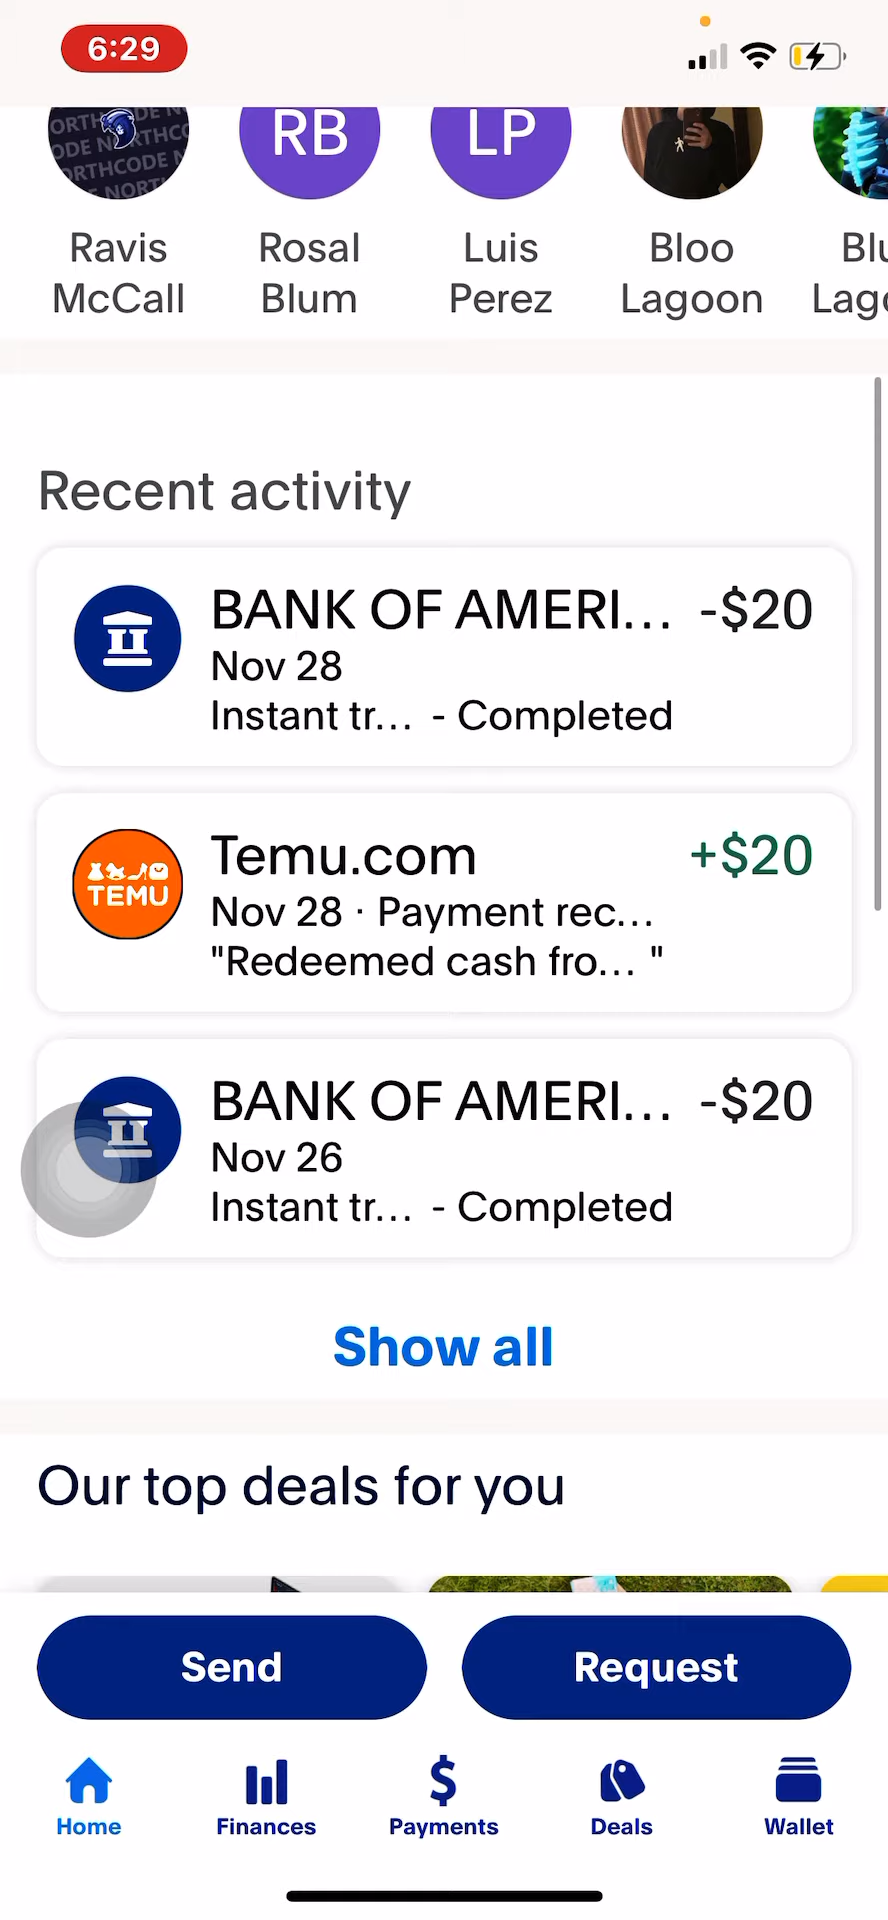 6:29
RB
LP
Ravis
McCall
Rosal
Blum
Luis
Perez
Bloo
Lagoon
Recent activity
BANK OF AMERI... -$20
Nov 28
Instant tr... - Completed
TEMU
Temu.com +$20
Nov 28 · Payment rec...
"Redeemed cash fro... "
BANK OF AMERI... -$20
Nov 26
Instant tr... - Completed
Show all
Our top deals for you
Send
Request
Home
Finances
Payments
Deals
Wallet